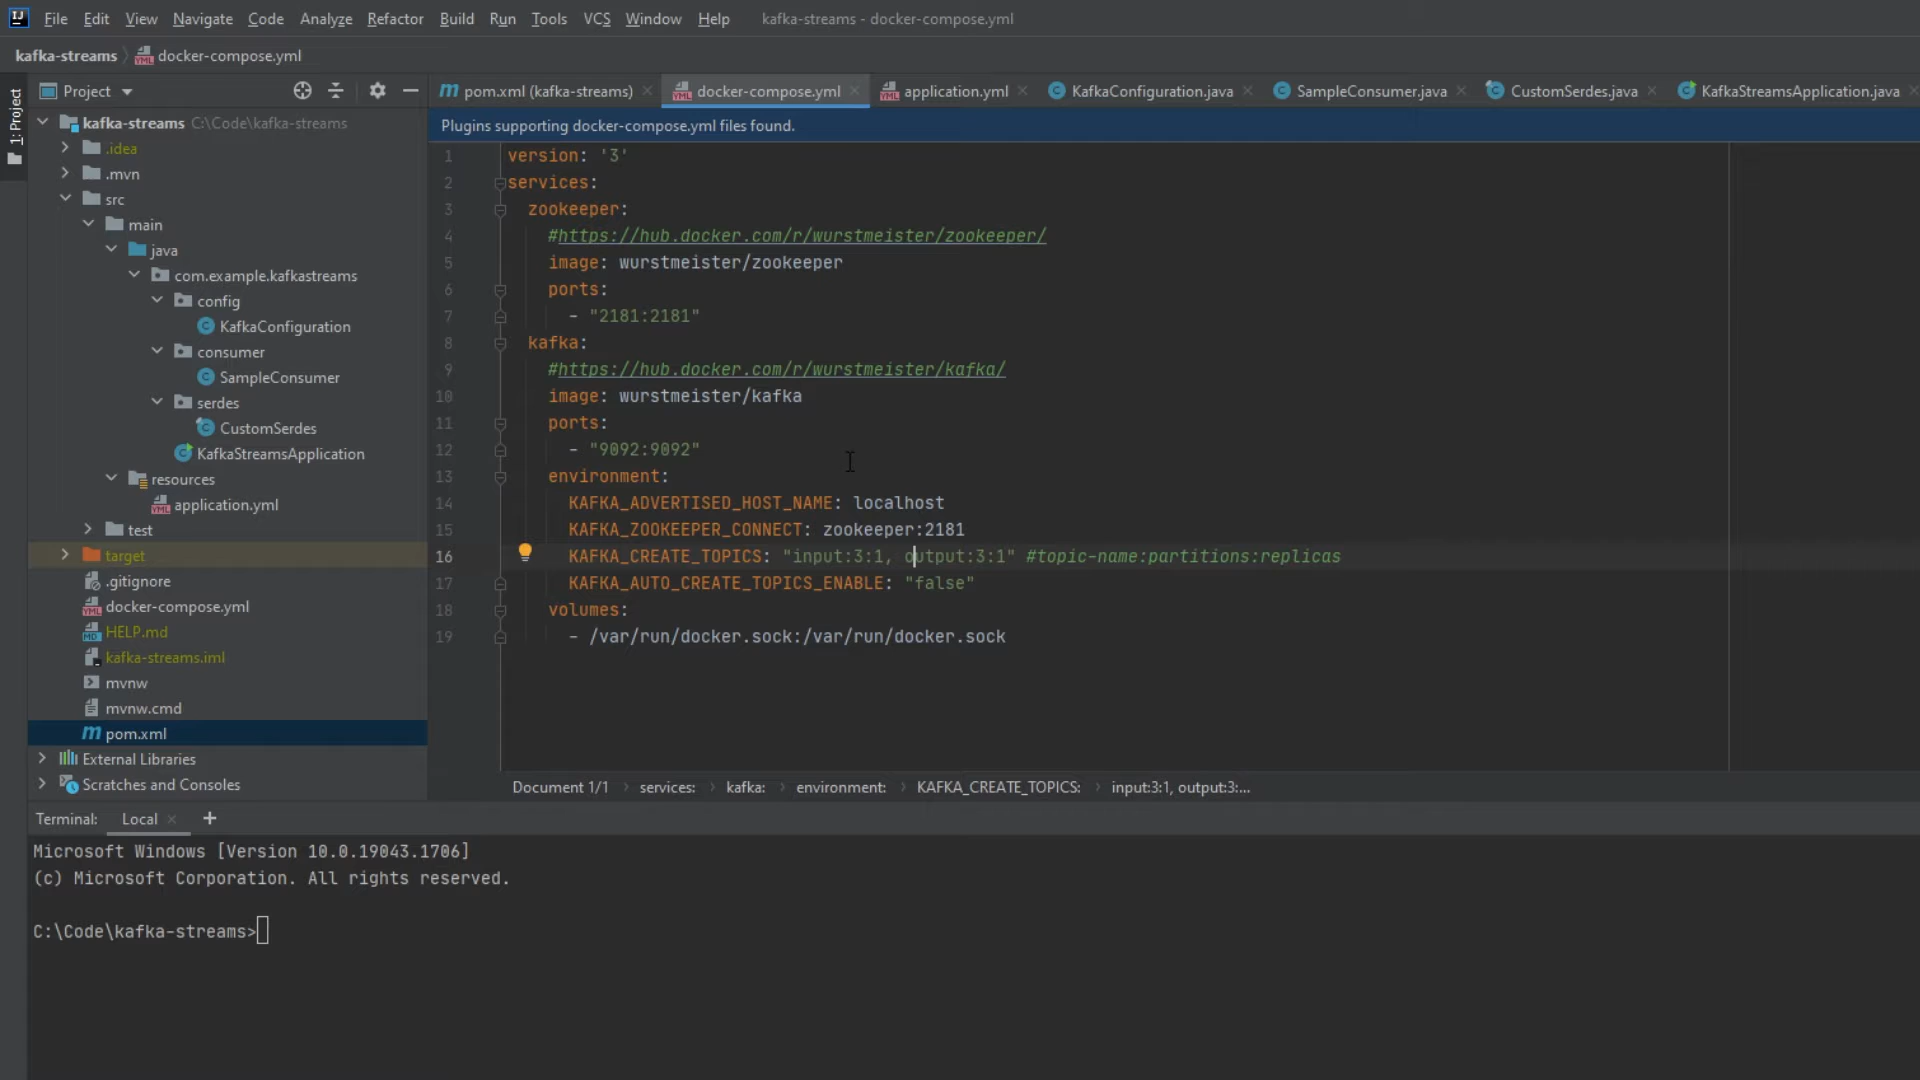 File Edit View Navigate Code Analyze Refactor Build Run Tools VCS Window Help kafka-streams - docker-compose.yml
kafka-streams docker-compose.yml
1: Project
Project
pom.xml (kafka-streams) docker-compose.yml application.yml KafkaConfiguration.java SampleConsumer.java CustomSerdes.java KafkaStreamsApplication.java
Plugins supporting docker-compose.yml files found.
kafka-streams C:\Code\kafka-streams
.idea
.mvn
src
main
java
com.example.kafkastreams
config
KafkaConfiguration
consumer
SampleConsumer
serdes
CustomSerdes
KafkaStreamsApplication
resources
application.yml
test
target
.gitignore
docker-compose.yml
HELP.md
kafka-streams.iml
mvnw
mvnw.cmd
pom.xml
External Libraries
Scratches and Consoles
1 version: '3'
2 services:
3 zookeeper:
4 #https://hub.docker.com/r/wurstmeister/zookeeper/
5 image: wurstmeister/zookeeper
6 ports:
7 - "2181:2181"
8 kafka:
9 #https://hub.docker.com/r/wurstmeister/kafka/
10 image: wurstmeister/kafka
11 ports:
12 - "9092:9092"
13 environment:
14 KAFKA_ADVERTISED_HOST_NAME: localhost
15 KAFKA_ZOOKEEPER_CONNECT: zookeeper:2181
16 KAFKA_CREATE_TOPICS: "input:3:1, output:3:1" #topic-name:partitions:replicas
17 KAFKA_AUTO_CREATE_TOPICS_ENABLE: "false"
18 volumes:
19 - /var/run/docker.sock:/var/run/docker.sock
Document 1/1 services: kafka: environment: KAFKA_CREATE_TOPICS: input:3:1, output:3:...
Terminal: Local
Microsoft Windows [Version 10.0.19043.1706]
(c) Microsoft Corporation. All rights reserved.
C:\Code\kafka-streams>